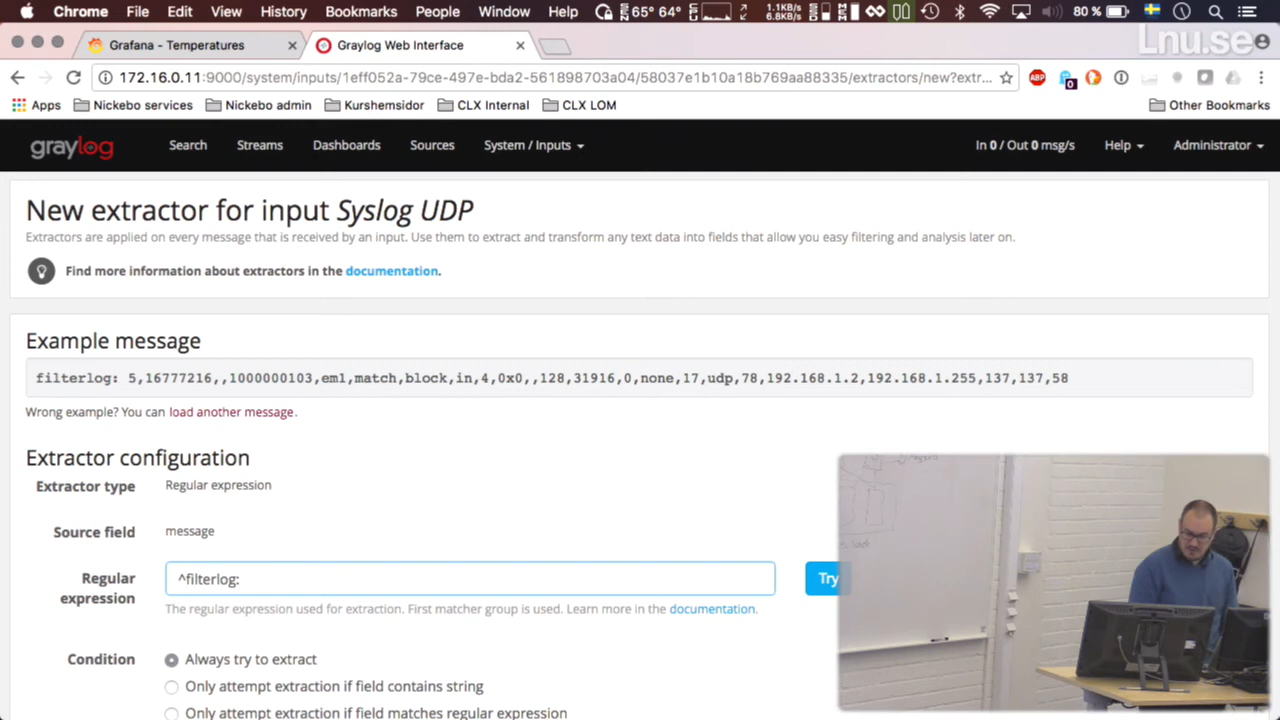 Chrome File Edit View History Bookmarks People Window Help 65° 64° 1.1KB/s 6.8KB/s 80 %
Lnu.se
Grafana - Temperatures × Graylog Web Interface ×
172.16.0.11:9000/system/inputs/1eff052a-79ce-497e-bda2-561898703a04/58037e1b10a18b769aa88335/extractors/new?extr... ABP 0
Apps Nickebo services Nickebo admin Kurshemsidor CLX Internal CLX LOM Other Bookmarks
graylog Search Streams Dashboards Sources System / Inputs In 0 / Out 0 msg/s Help Administrator
New extractor for input Syslog UDP
Extractors are applied on every message that is received by an input. Use them to extract and transform any text data into fields that allow you easy filtering and analysis later on.
Find more information about extractors in the documentation.
Example message
filterlog: 5,16777216,,1000000103,em1,match,block,in,4,0x0,,128,31916,0,none,17,udp,78,192.168.1.2,192.168.1.255,137,137,58
Wrong example? You can load another message.
Extractor configuration
Extractor type Regular expression
Source field message
Regular expression ^filterlog: Try
The regular expression used for extraction. First matcher group is used. Learn more in the documentation.
Condition Always try to extract
Only attempt extraction if field contains string
Only attempt extraction if field matches regular expression